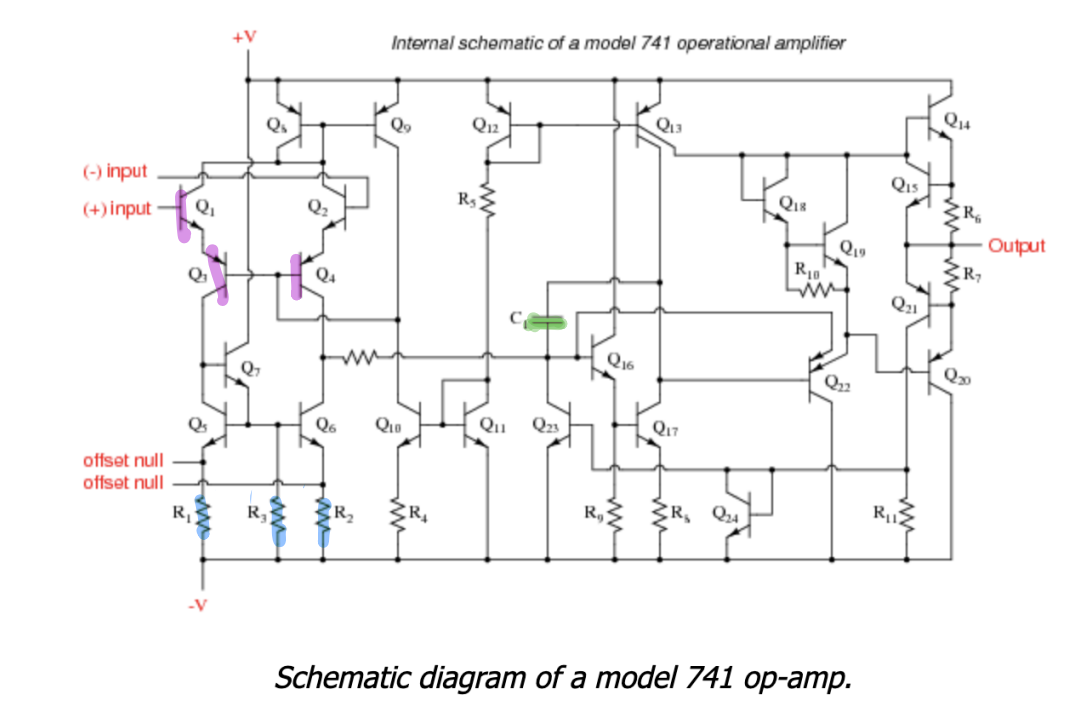 +V
Internal schematic of a model 741 operational amplifier
Q₈ Q₉ Q₁₂ Q₁₃ Q₁₄
(-) input
Q₁₅
(+) input Q₁ Q₂ R₅ Q₁₈ R₆
Q₁₉ Output
Q₃ Q₄ R₁₀ R₇
Q₂₁
C₁
Q₇ Q₁₆ Q₂₂ Q₂₀
Q₅ Q₆ Q₁₀ Q₁₁ Q₂₃ Q₁₇
offset null
offset null
R₁ R₃ R₂ R₄ R₉ R₈ Q₂₄ R₁₁
-V
Schematic diagram of a model 741 op-amp.